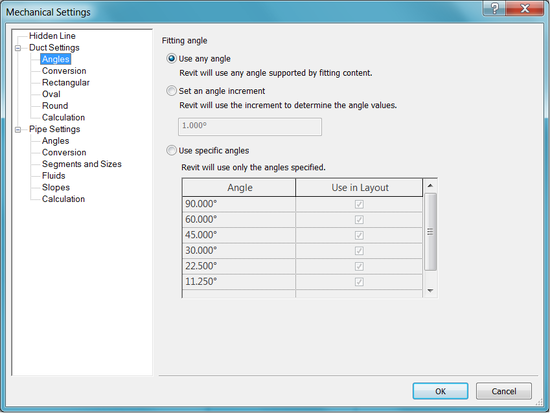 Mechanical Settings
Hidden Line
Duct Settings
Angles
Conversion
Rectangular
Oval
Round
Calculation
Pipe Settings
Angles
Conversion
Segments and Sizes
Fluids
Slopes
Calculation
Fitting angle
Use any angle
Revit will use any angle supported by fitting content.
Set an angle increment
Revit will use the increment to determine the angle values.
1.000°
Use specific angles
Revit will use only the angles specified.
Angle Use in Layout
90.000°
60.000°
45.000°
30.000°
22.500°
11.250°
OK Cancel